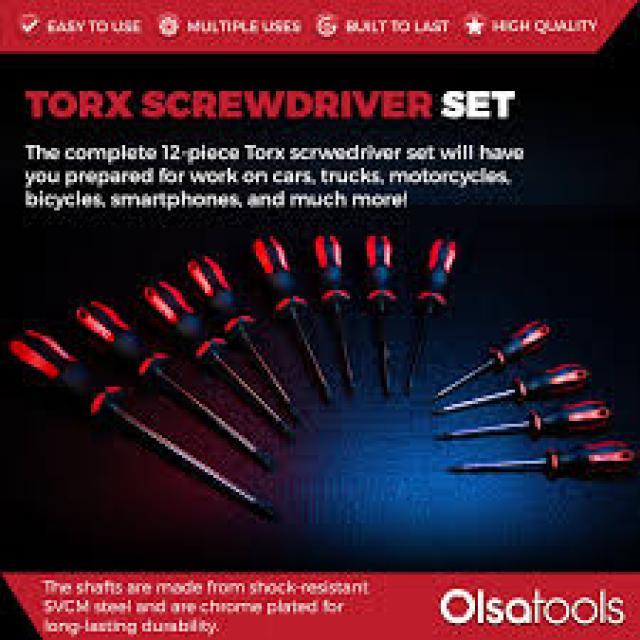 EASY TO USE MULTIPLE USES BUILT TO LAST HIGH QUALITY
TORX SCREWDRIVER SET
The complete 12-piece Torx scrwedriver set will have
you prepared for work on cars, trucks, motorcycles,
bicycles, smartphones, and much more!
The shafts are made from shock-resistant
SVCM steel and are chrome plated for
long-lasting durability.
Olsatools